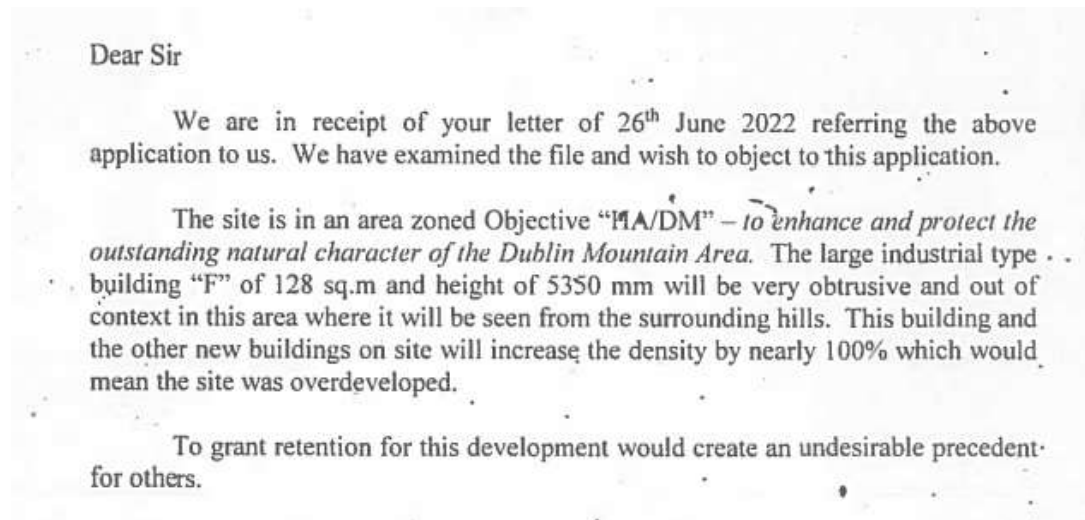 Dear Sir
We are in receipt of your letter of 26th June 2022 referring the above
application to us. We have examined the file and wish to object to this application.
The site is in an area zoned Objective “HA/DM” – to enhance and protect the
outstanding natural character of the Dublin Mountain Area. The large industrial type
building “F” of 128 sq.m and height of 5350 mm will be very obtrusive and out of
context in this area where it will be seen from the surrounding hills. This building and
the other new buildings on site will increase the density by nearly 100% which would
mean the site was overdeveloped.
To grant retention for this development would create an undesirable precedent
for others.